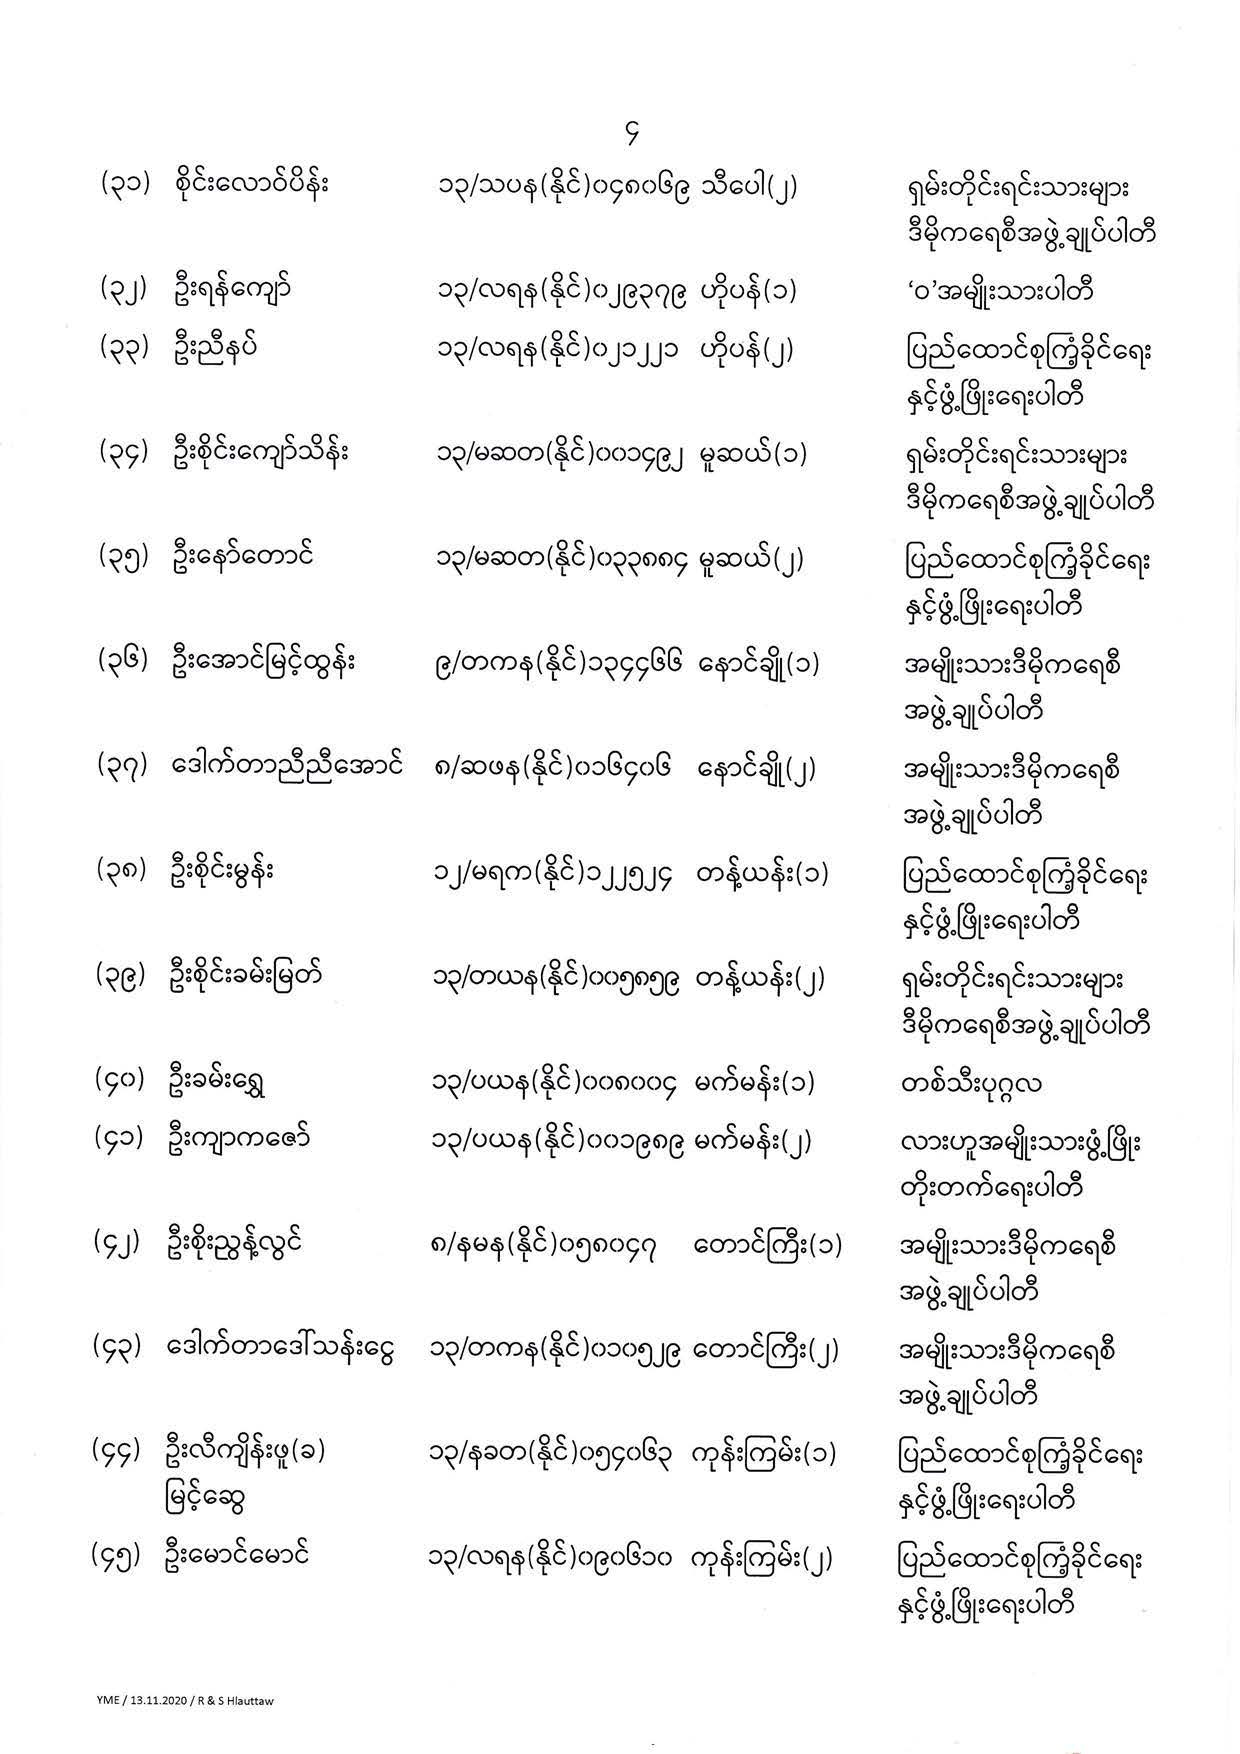 ၄
(၃၁) စိုင်းလောဝ်ပိန်း ၁၃/သပန(နိုင်)၀၄၈၀၆၉ သီပေါ(၂) ရှမ်းတိုင်းရင်းသားများ
ဒီမိုကရေစီအဖွဲ့ချုပ်ပါတီ
(၃၂) ဦးရန်ကျော် ၁၃/လရန(နိုင်)၀၂၉၃၇၉ ဟိုပန်(၁) ‘ဝ’အမျိုးသားပါတီ
(၃၃) ဦးညီနပ် ၁၃/လရန(နိုင်)၀၂၁၂၂၁ ဟိုပန်(၂) ပြည်ထောင်စုကြံ့ခိုင်ရေး
နှင့်ဖွံ့ဖြိုးရေးပါတီ
(၃၄) ဦးစိုင်းကျော်သိန်း ၁၃/မဆတ(နိုင်)၀၀၁၄၉၂ မူဆယ်(၁) ရှမ်းတိုင်းရင်းသားများ
ဒီမိုကရေစီအဖွဲ့ချုပ်ပါတီ
(၃၅) ဦးနော်တောင် ၁၃/မဆတ(နိုင်)၀၃၃၈၈၄ မူဆယ်(၂) ပြည်ထောင်စုကြံ့ခိုင်ရေး
နှင့်ဖွံ့ဖြိုးရေးပါတီ
(၃၆) ဦးအောင်မြင့်ထွန်း ၉/တကန(နိုင်)၁၃၄၄၆၆ နောင်ချို(၁) အမျိုးသားဒီမိုကရေစီ
အဖွဲ့ချုပ်ပါတီ
(၃၇) ဒေါက်တာညီညီအောင် ၈/ဆဖန(နိုင်)၀၁၆၄၀၆ နောင်ချို(၂) အမျိုးသားဒီမိုကရေစီ
အဖွဲ့ချုပ်ပါတီ
(၃၈) ဦးစိုင်းမွန်း ၁၂/မရက(နိုင်)၁၂၂၅၂၄ တန့်ယန်း(၁) ပြည်ထောင်စုကြံ့ခိုင်ရေး
နှင့်ဖွံ့ဖြိုးရေးပါတီ
(၃၉) ဦးစိုင်းခမ်းမြတ် ၁၃/တယန(နိုင်)၀၀၅၈၅၉ တန့်ယန်း(၂) ရှမ်းတိုင်းရင်းသားများ
ဒီမိုကရေစီအဖွဲ့ချုပ်ပါတီ
(၄၀) ဦးခမ်းရွှေ ၁၃/ပယန(နိုင်)၀၀၈၀၀၄ မက်မန်း(၁) တစ်သီးပုဂ္ဂလ
(၄၁) ဦးကျာကဇော် ၁၃/ပယန(နိုင်)၀၀၁၉၈၉ မက်မန်း(၂) လားဟူအမျိုးသားဖွံ့ဖြိုး
တိုးတက်ရေးပါတီ
(၄၂) ဦးစိုးညွန့်လွင် ၈/နမန(နိုင်)၀၅၈၀၄၇ တောင်ကြီး(၁) အမျိုးသားဒီမိုကရေစီ
အဖွဲ့ချုပ်ပါတီ
(၄၃) ဒေါက်တာဒေါ်သန်းငွေ ၁၃/တကန(နိုင်)၀၁၀၅၂၉ တောင်ကြီး(၂) အမျိုးသားဒီမိုကရေစီ
အဖွဲ့ချုပ်ပါတီ
(၄၄) ဦးလီကျိန်းဖူ(ခ) ၁၃/နခတ(နိုင်)၀၅၄၀၆၃ ကုန်းကြမ်း(၁) ပြည်ထောင်စုကြံ့ခိုင်ရေး
မြင့်ဆွေ နှင့်ဖွံ့ဖြိုးရေးပါတီ
(၄၅) ဦးမောင်မောင် ၁၃/လရန(နိုင်)၀၉၀၆၁၀ ကုန်းကြမ်း(၂) ပြည်ထောင်စုကြံ့ခိုင်ရေး
နှင့်ဖွံ့ဖြိုးရေးပါတီ
YME / 13.11.2020 / R & S Hlauttaw